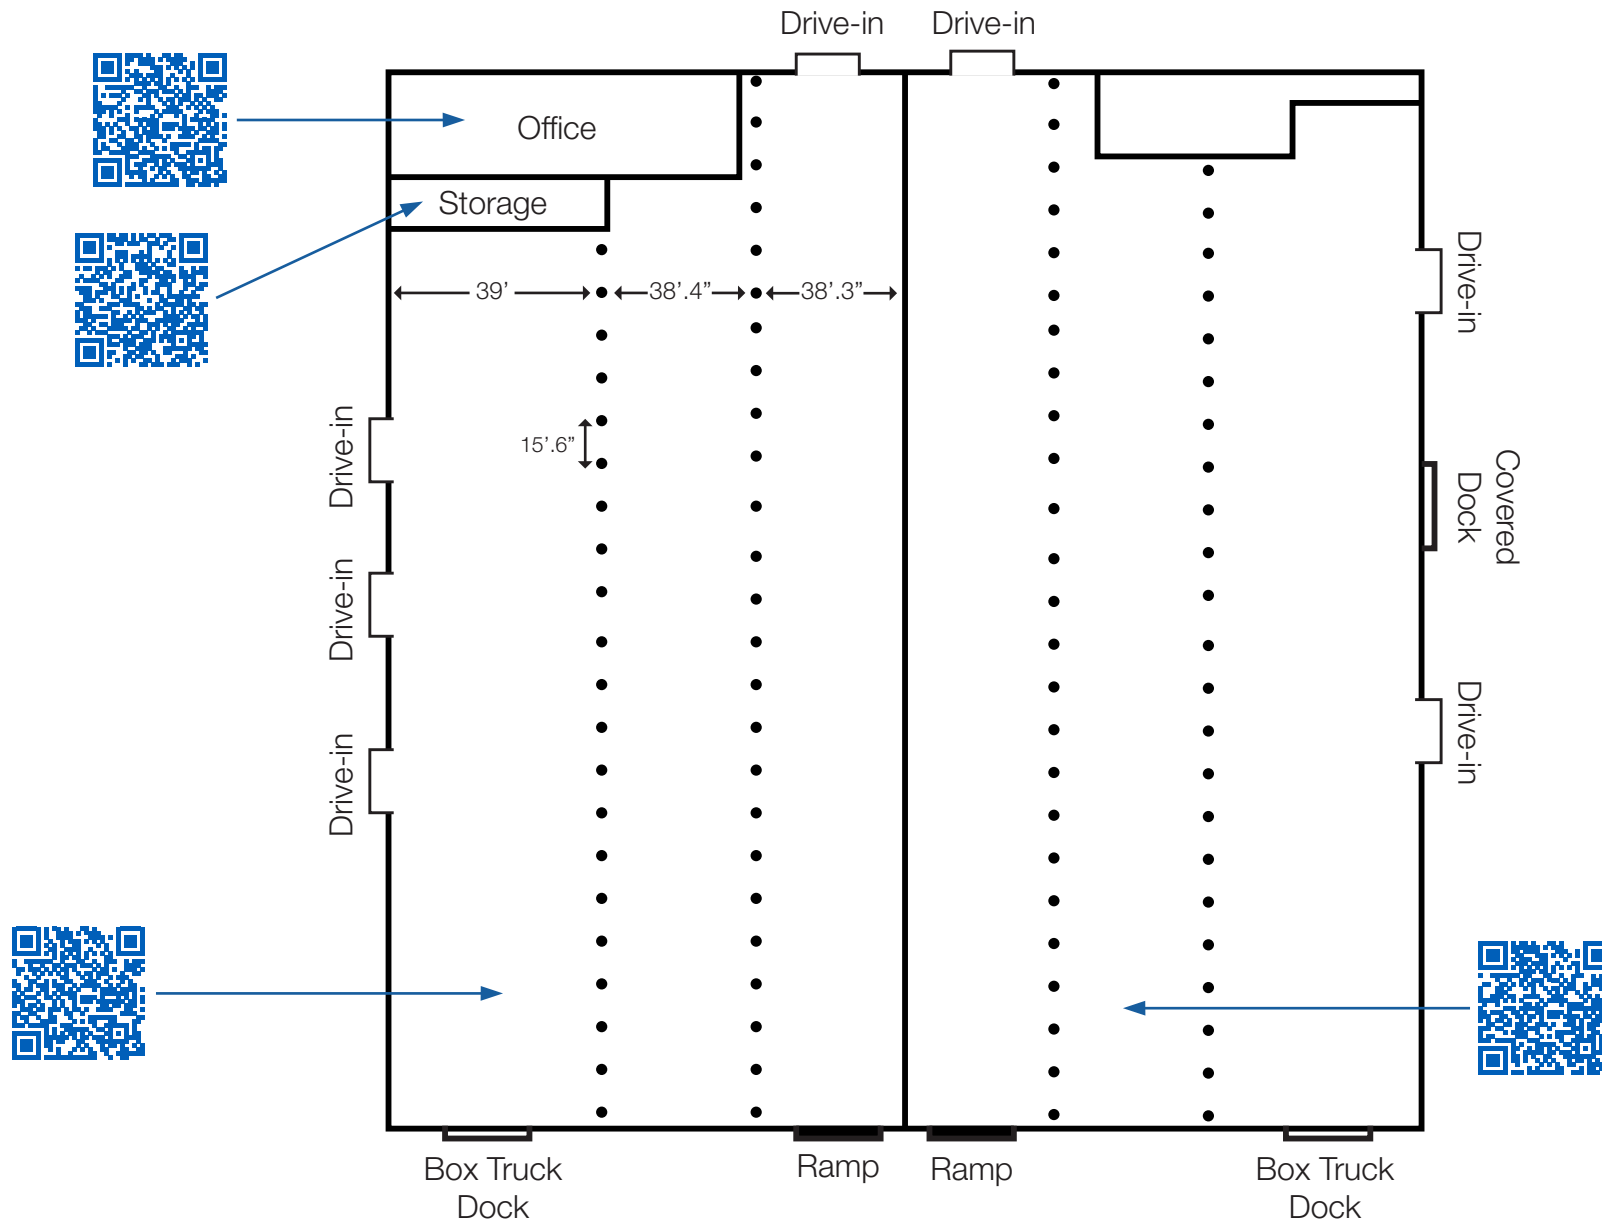 Drive-in
Drive-in
Office
Storage
39'
38'.4”
38'.3”
15'.6”
Drive-in
Drive-in
Drive-in
Drive-in
Covered
Dock
Drive-in
Box Truck
Dock
Ramp
Ramp
Box Truck
Dock